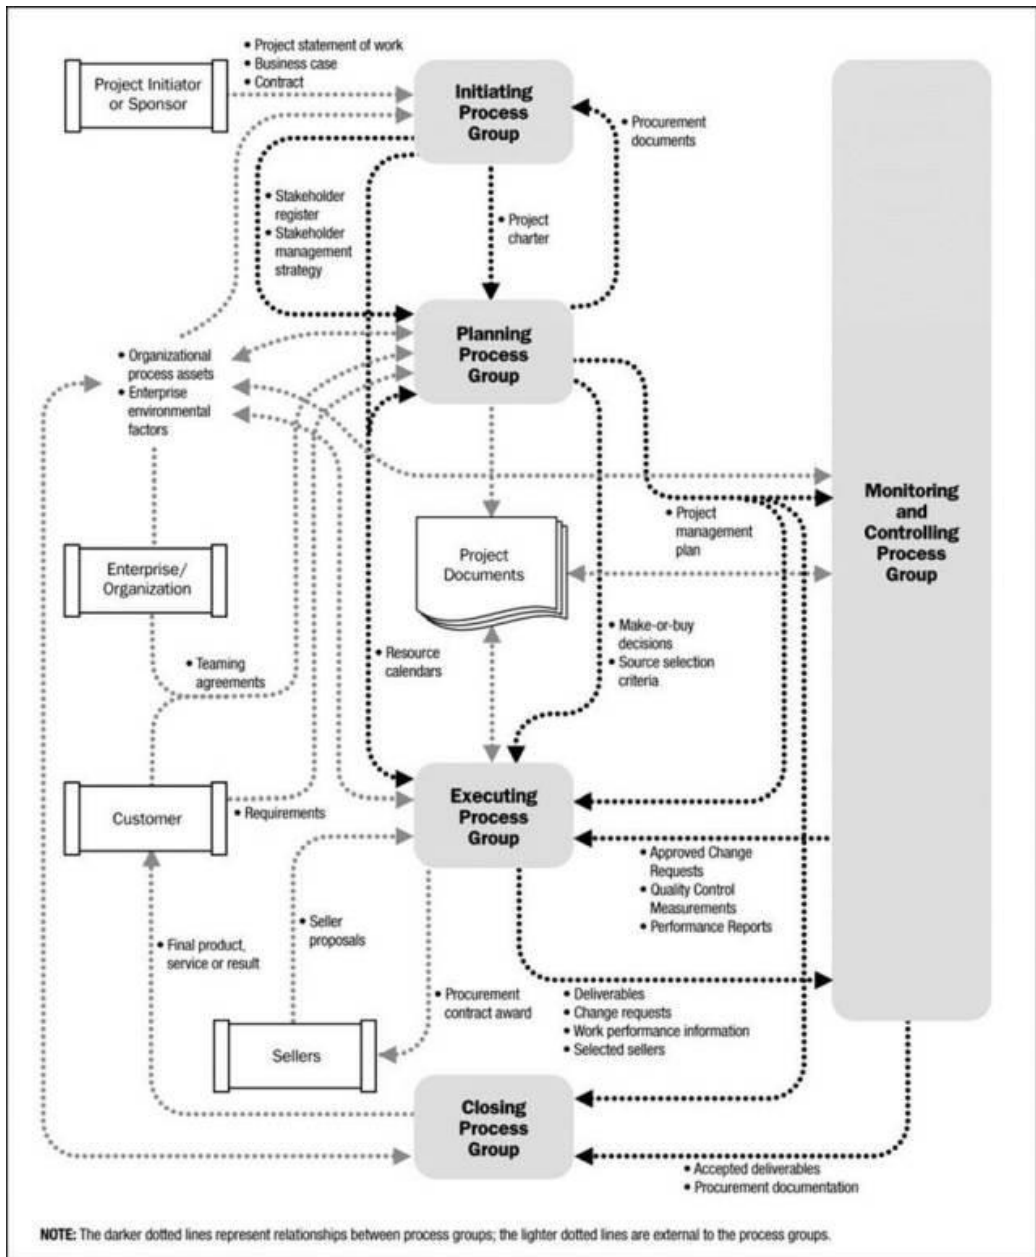 • Project statement of work
• Business case
• Contract
Project Initiator
or Sponsor
Initiating
Process
Group
• Procurement
documents
• Stakeholder
register
• Stakeholder
management
strategy
• Project
charter
Planning
Process
Group
• Organizational
process assets
• Enterprise
environmental
factors
Monitoring
and
Controlling
Process
Group
• Project
management
plan
Project
Documents
Enterprise/
Organization
• Teaming
agreements
• Resource
calendars
• Make-or-buy
decisions
• Source selection
criteria
Executing
Process
Group
Customer
• Requirements
• Approved Change
Requests
• Quality Control
Measurements
• Performance Reports
• Seller
proposals
• Final product,
service or result
• Procurement
contract award
• Deliverables
• Change requests
• Work performance information
• Selected sellers
Sellers
Closing
Process
Group
• Accepted deliverables
• Procurement documentation
NOTE: The darker dotted lines represent relationships between process groups; the lighter dotted lines are external to the process groups.